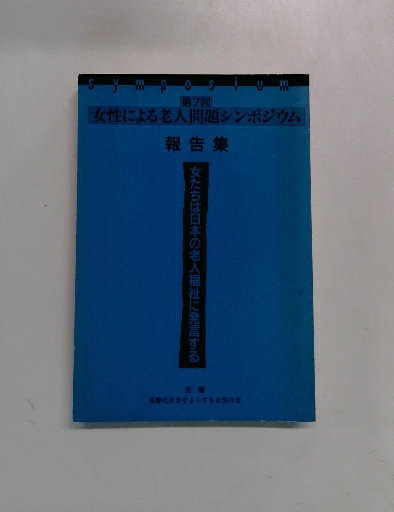 symposium
第7回
女性による老人問題シンポジウム
報告集
女たちは日本の老人福祉に発言する
主催
高齢化社会をよくする女性の会